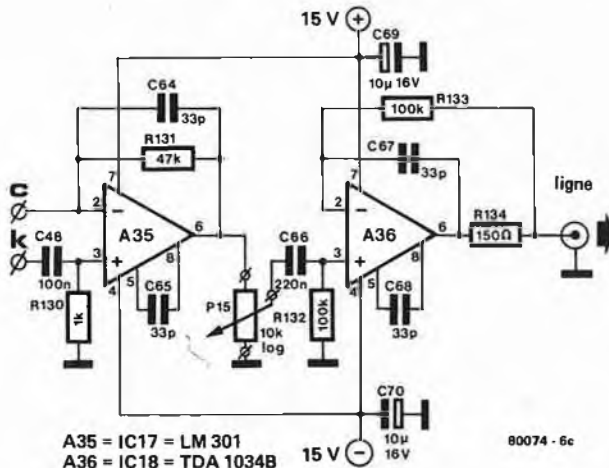 15 V +
C69
10µ 16V
C64
33p
R131
47k
100k
R133
C67
33p
ligne
c
k
7
2
3
4
5
8
6
A35
C48
100n
R130
1k
C65
33p
P15
10k
log
C66
220n
R132
100k
7
2
3
4
5
8
6
A36
R134
150Ω
C68
33p
C70
10µ
16V
15 V −
A35 = IC17 = LM 301
A36 = IC18 = TDA 1034B
80074 - 6c